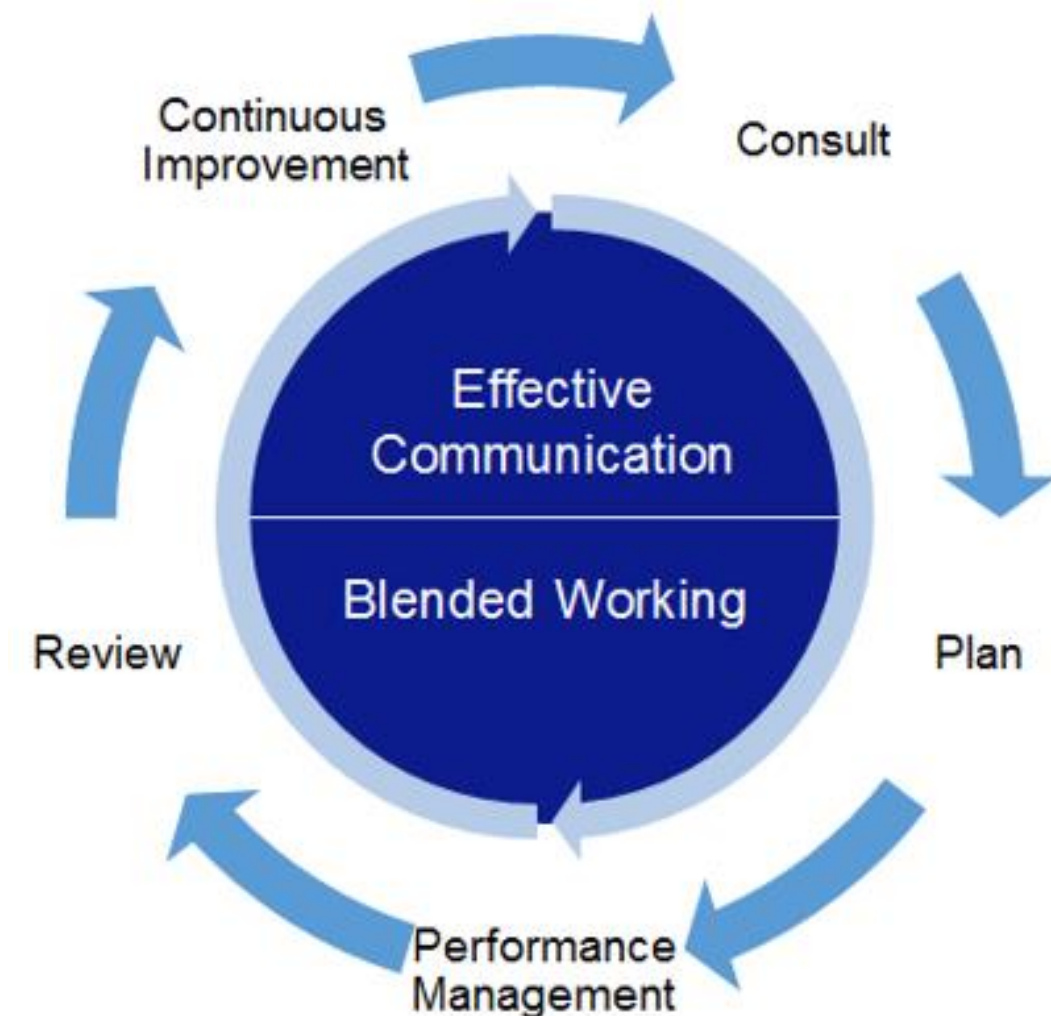 Continuous
Improvement
Consult
Effective
Communication
Blended Working
Review
Plan
Performance
Management